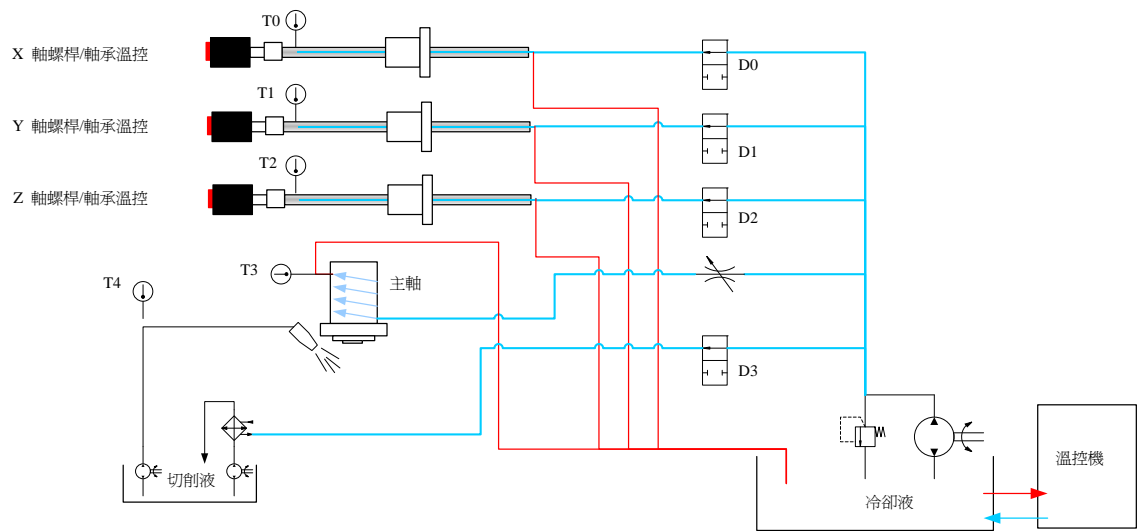 T0
X 軸螺桿/軸承溫控
D0
T1
Y 軸螺桿/軸承溫控
D1
T2
Z 軸螺桿/軸承溫控
D2
T3
主軸
T4
D3
切削液
冷卻液
溫控機